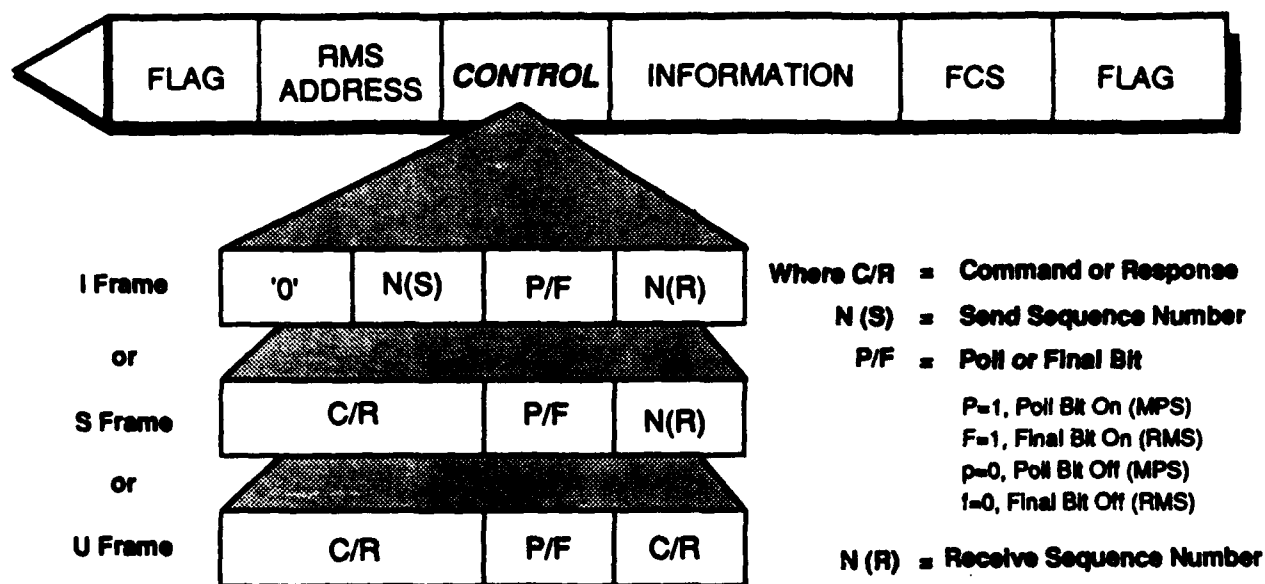 FLAG RMS ADDRESS CONTROL INFORMATION FCS FLAG
I Frame '0' N(S) P/F N(R)
or
S Frame C/R P/F N(R)
or
U Frame C/R P/F C/R
Where C/R = Command or Response
N (S) = Send Sequence Number
P/F = Poll or Final Bit
P=1, Poll Bit On (MPS)
F=1, Final Bit On (RMS)
p=0, Poll Bit Off (MPS)
f=0, Final Bit Off (RMS)
N (R) = Receive Sequence Number